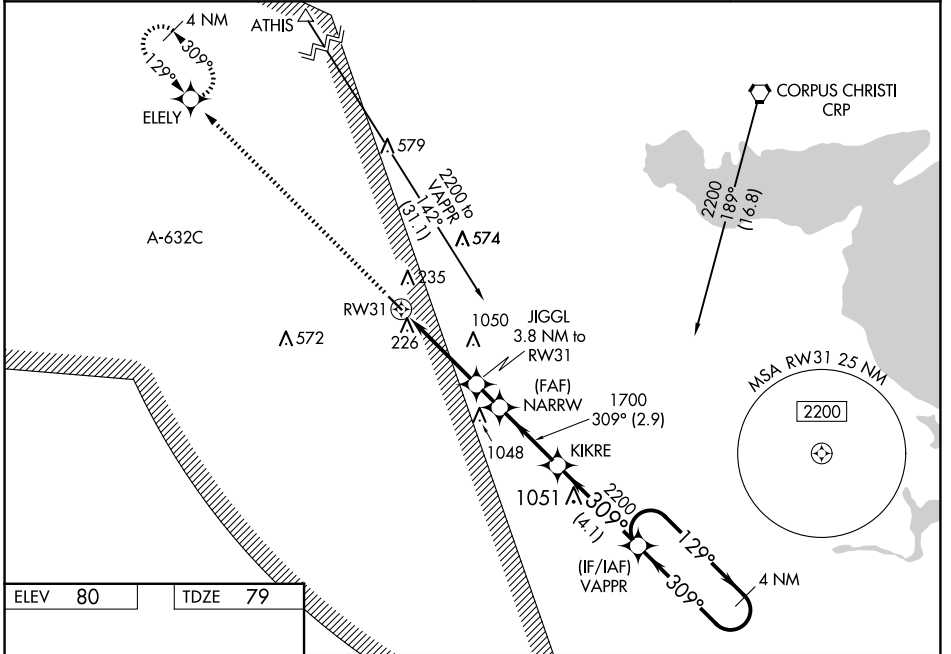 4 NM
309°
129°
ELELY
ATHIS
CORPUS CHRISTI
CRP
2200
189°
(16.8)
579
2200 to
VAPPR
142°
(31.1)
574
A-632C
235
RW31
226
572
1050
JIGGL
3.8 NM to
RW31
(FAF)
NARRW
1700
309° (2.9)
1048
KIKRE
1051
2200
309°
(4.1)
(IF/IAF)
VAPPR
129°
309°
4 NM
MSA RW31 25 NM
2200
ELEV 80
TDZE 79